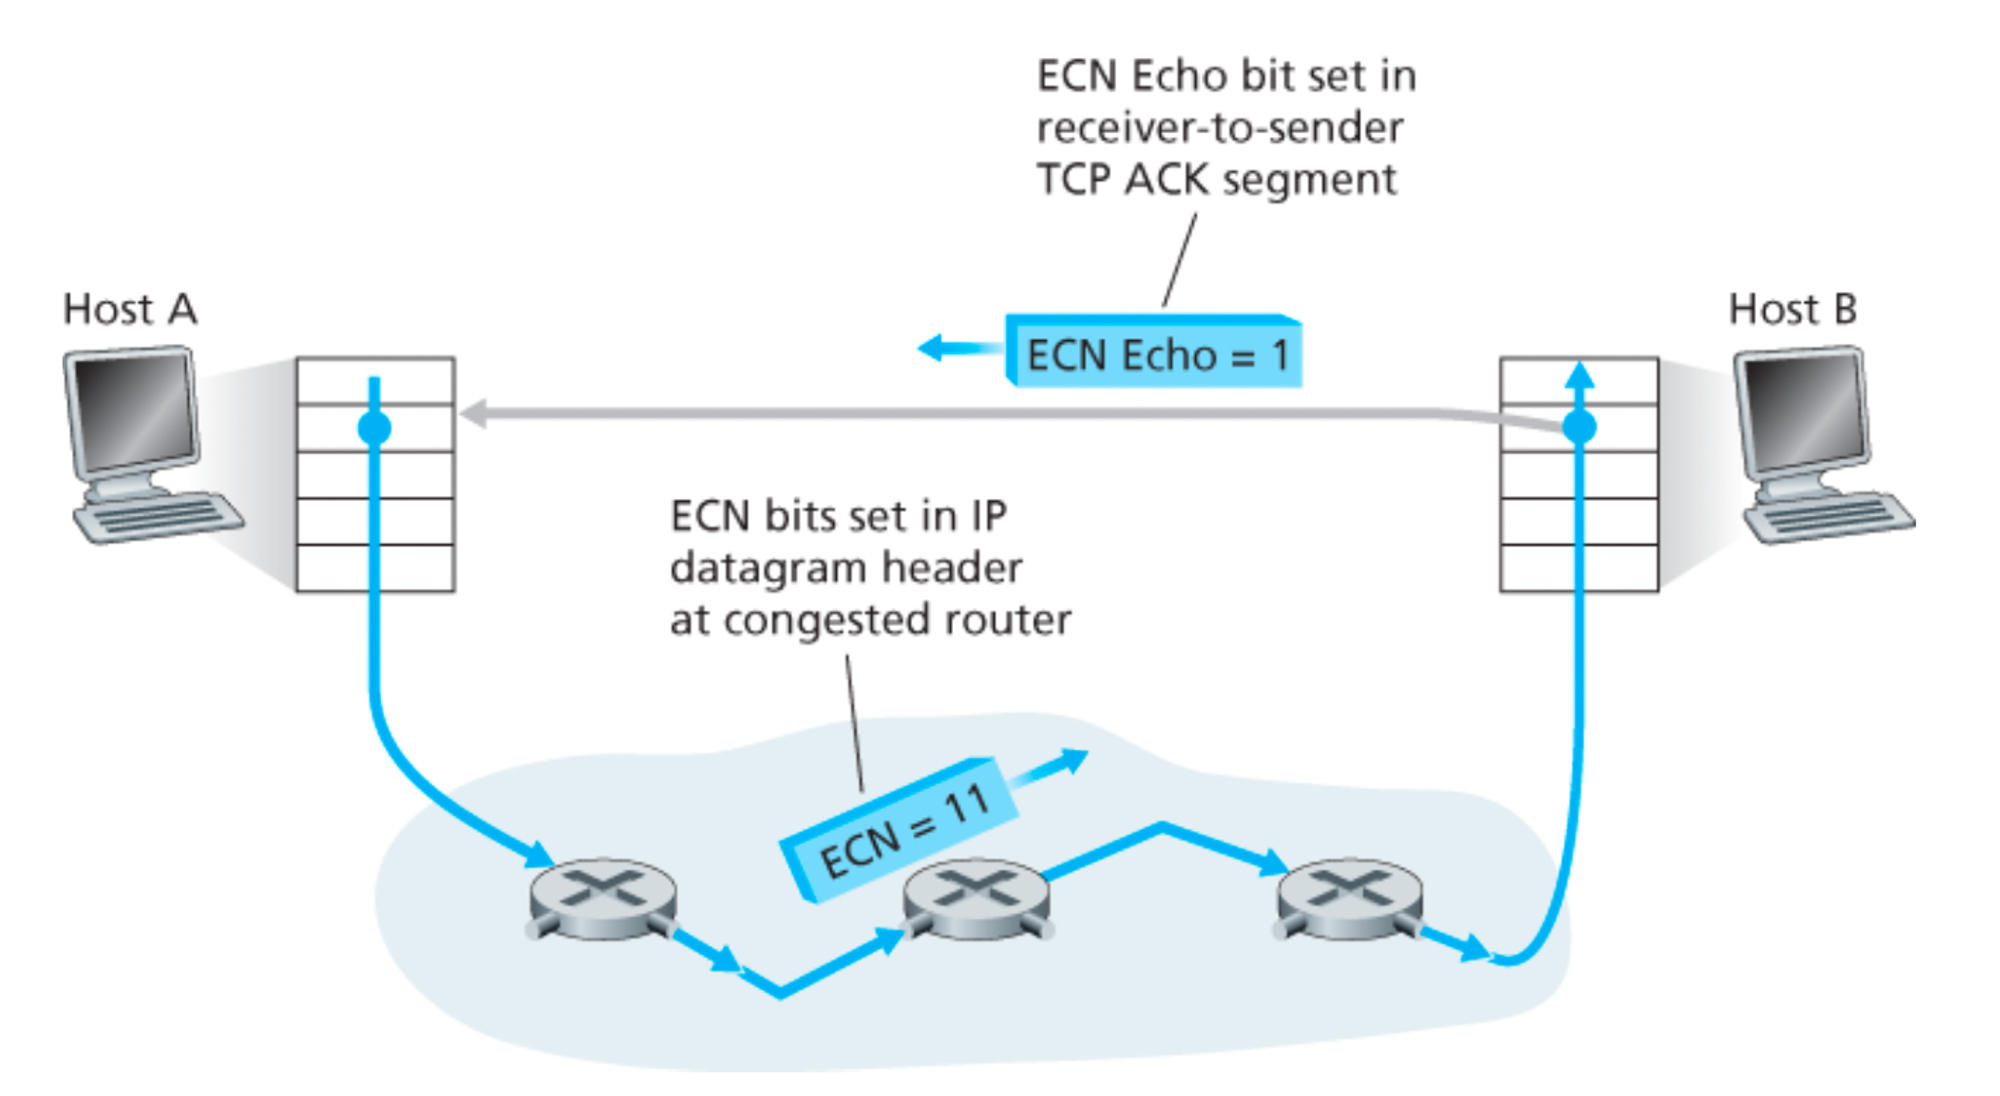 ECN Echo bit set in
receiver-to-sender
TCP ACK segment
Host A
ECN Echo = 1
Host B
ECN bits set in IP
datagram header
at congested router
ECN = 11